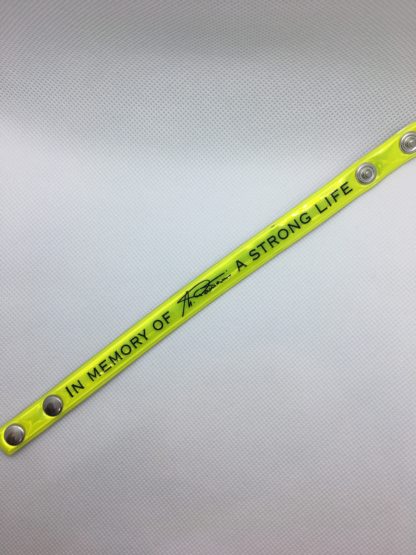 IN MEMORY OF A STRONG LIFE